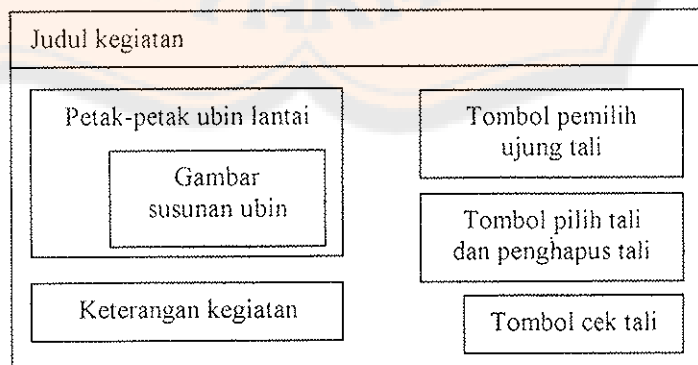 Judul kegiatan
Petak-petak ubin lantai
Gambar
susunan ubin
Keterangan kegiatan
Tombol pemilih
ujung tali
Tombol pilih tali
dan penghapus tali
Tombol cek tali